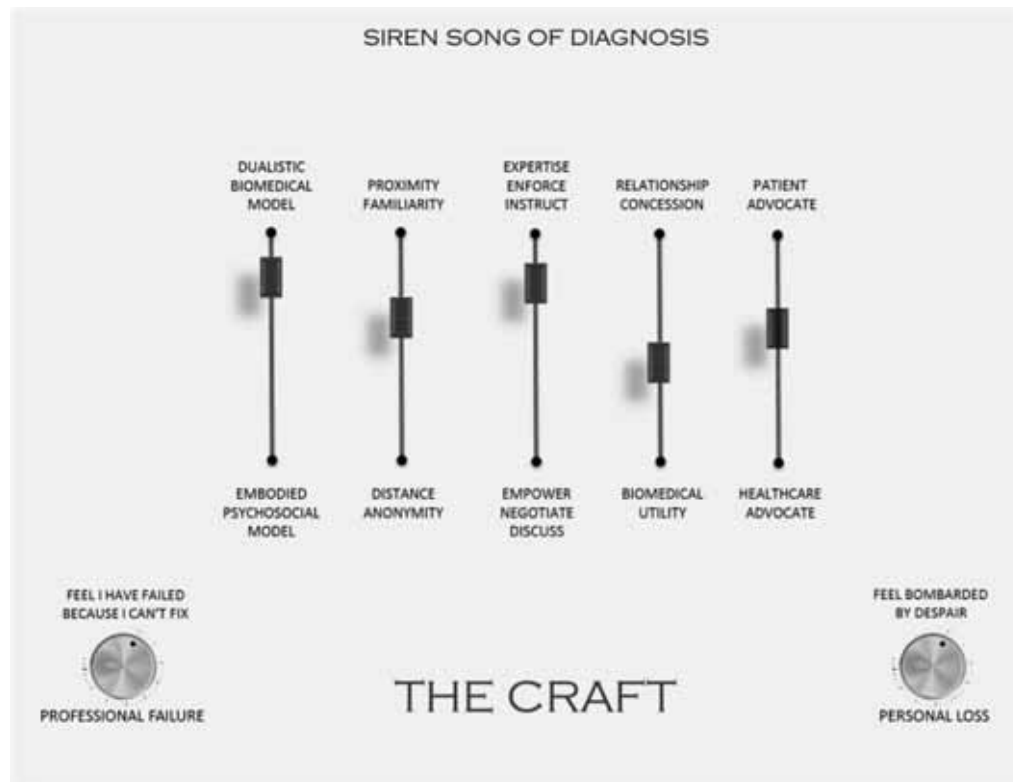 SIREN SONG OF DIAGNOSIS
DUALISTIC
BIOMEDICAL
MODEL
PROXIMITY
FAMILIARITY
EXPERTISE
ENFORCE
INSTRUCT
RELATIONSHIP
CONCESSION
PATIENT
ADVOCATE
EMBODIED
PSYCHOSOCIAL
MODEL
DISTANCE
ANONYMITY
EMPOWER
NEGOTIATE
DISCUSS
BIOMEDICAL
UTILITY
HEALTHCARE
ADVOCATE
FEEL I HAVE FAILED
BECAUSE I CAN'T FIX
PROFESSIONAL FAILURE
THE CRAFT
FEEL BOMBARDED
BY DESPAIR
PERSONAL LOSS